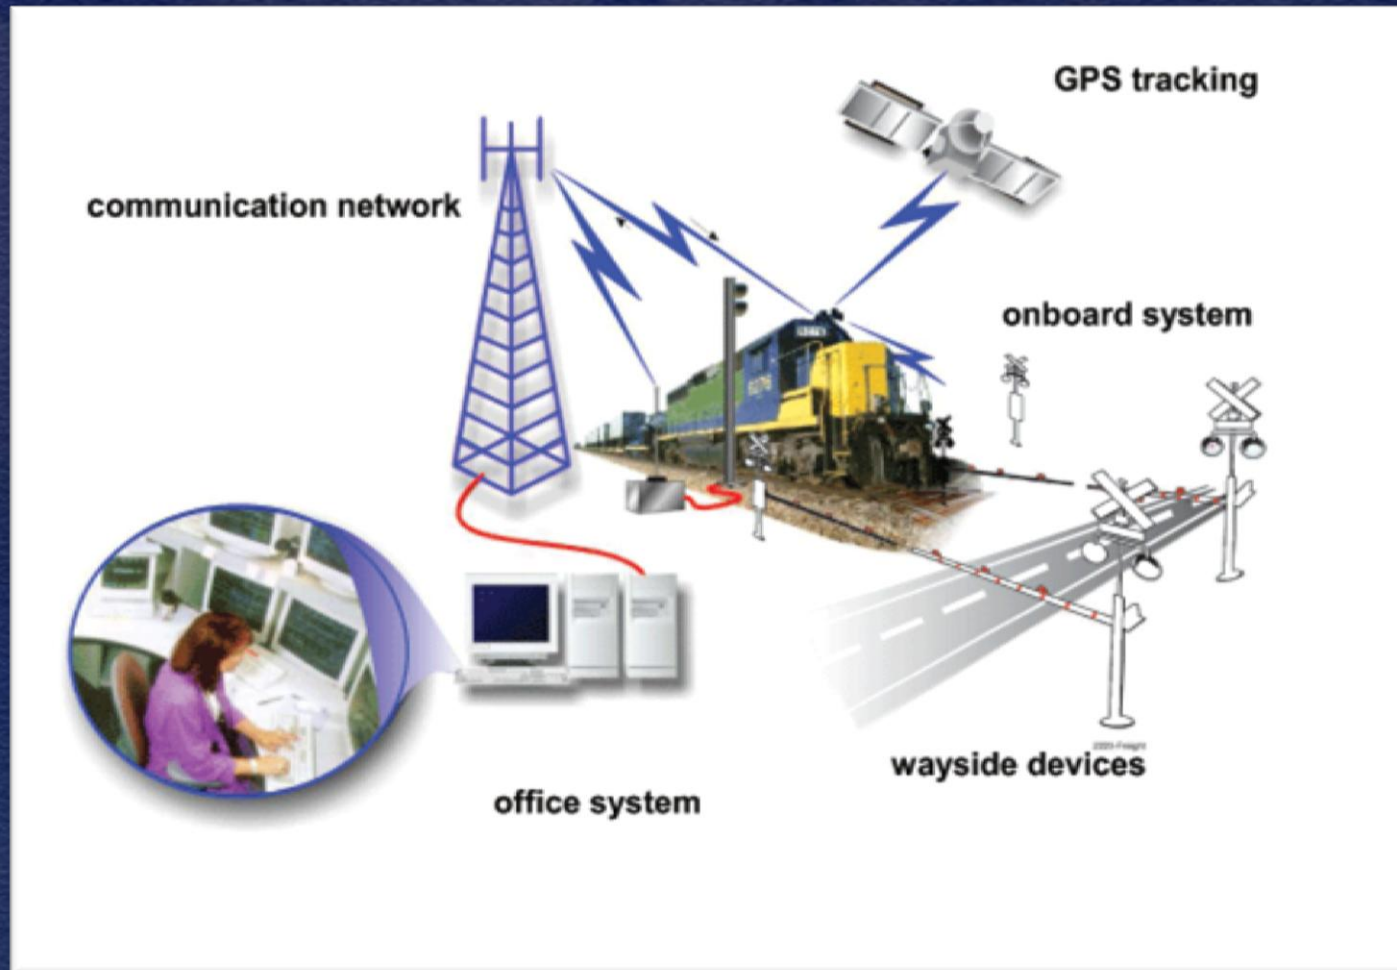 GPS tracking
communication network
onboard system
wayside devices
office system